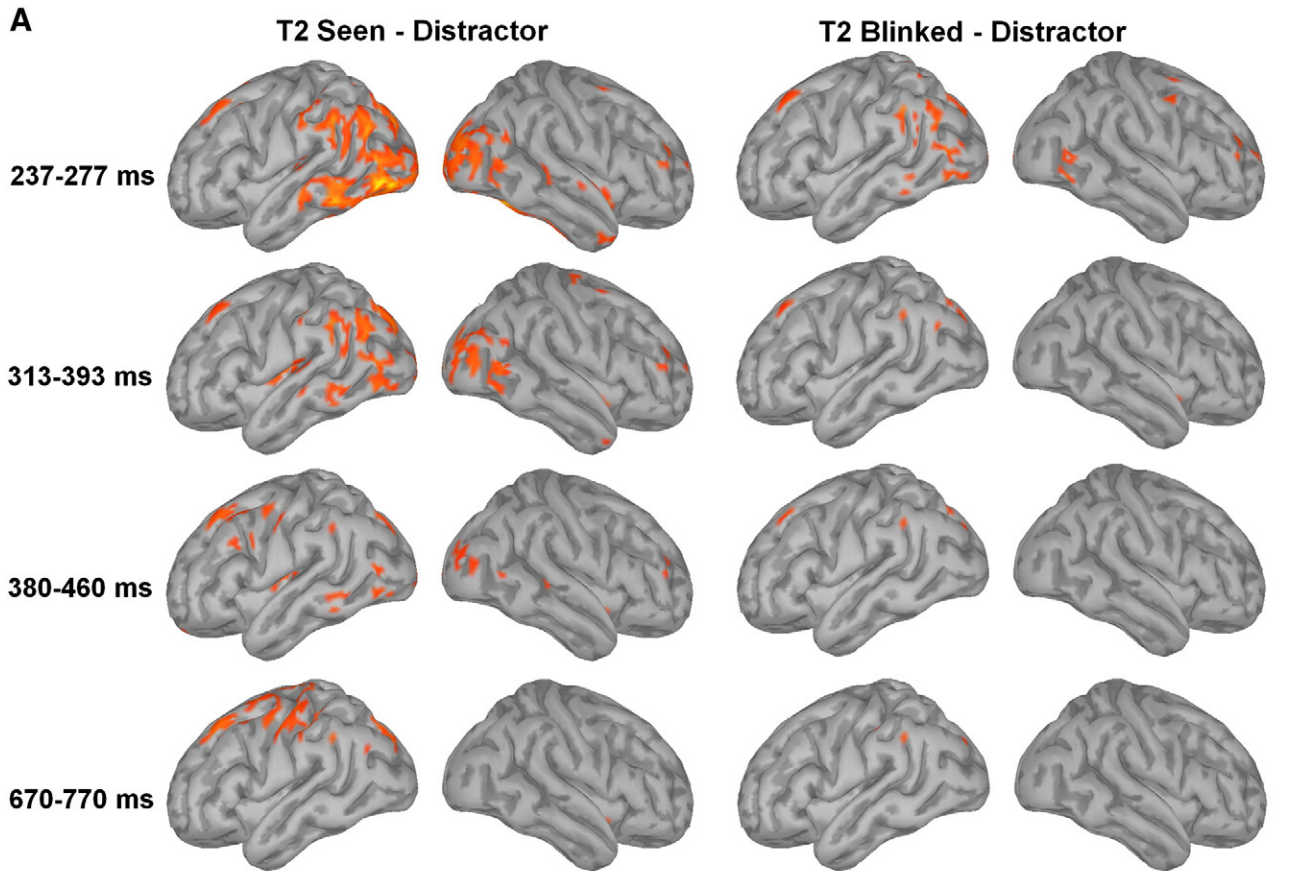 A
T2 Seen - Distractor
T2 Blinked - Distractor
237-277 ms
313-393 ms
380-460 ms
670-770 ms